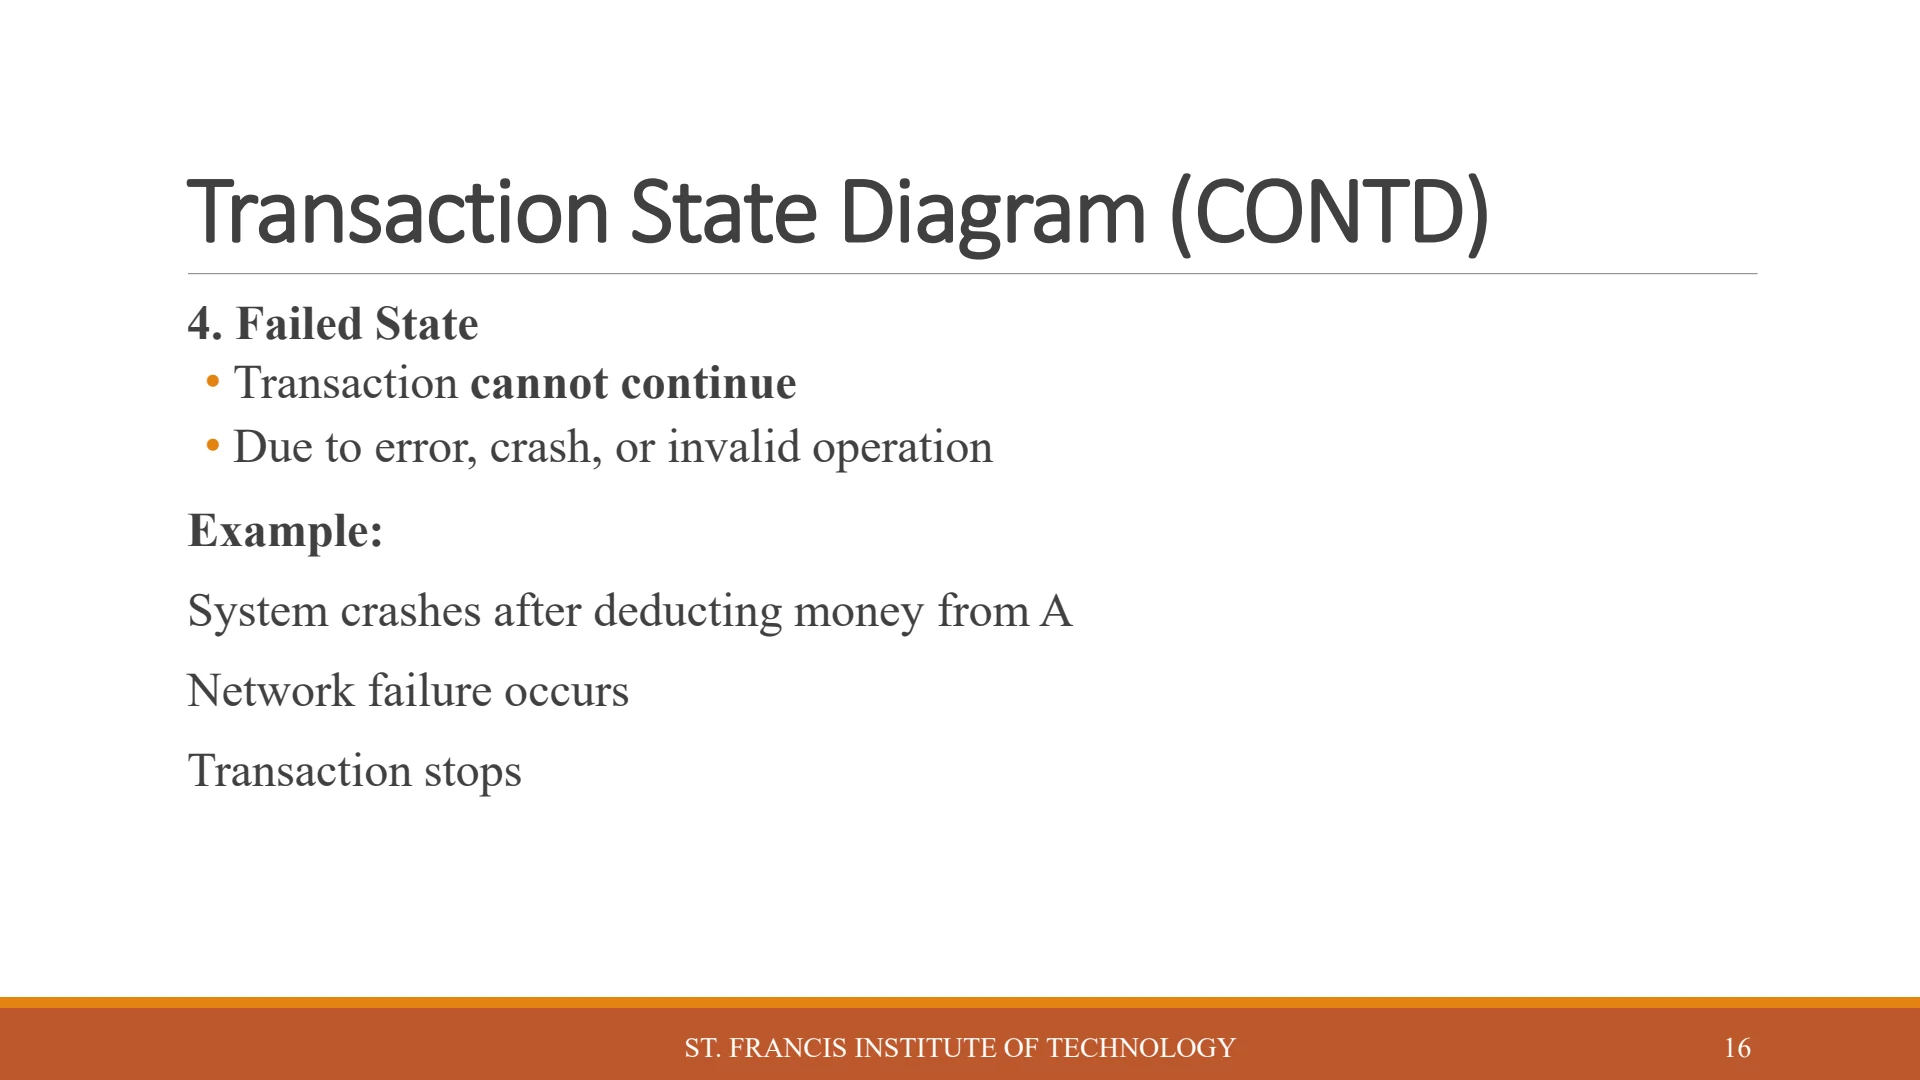 Transaction State Diagram (CONTD)
4. Failed State
• Transaction cannot continue
• Due to error, crash, or invalid operation
Example:
System crashes after deducting money from A
Network failure occurs
Transaction stops
ST. FRANCIS INSTITUTE OF TECHNOLOGY
16